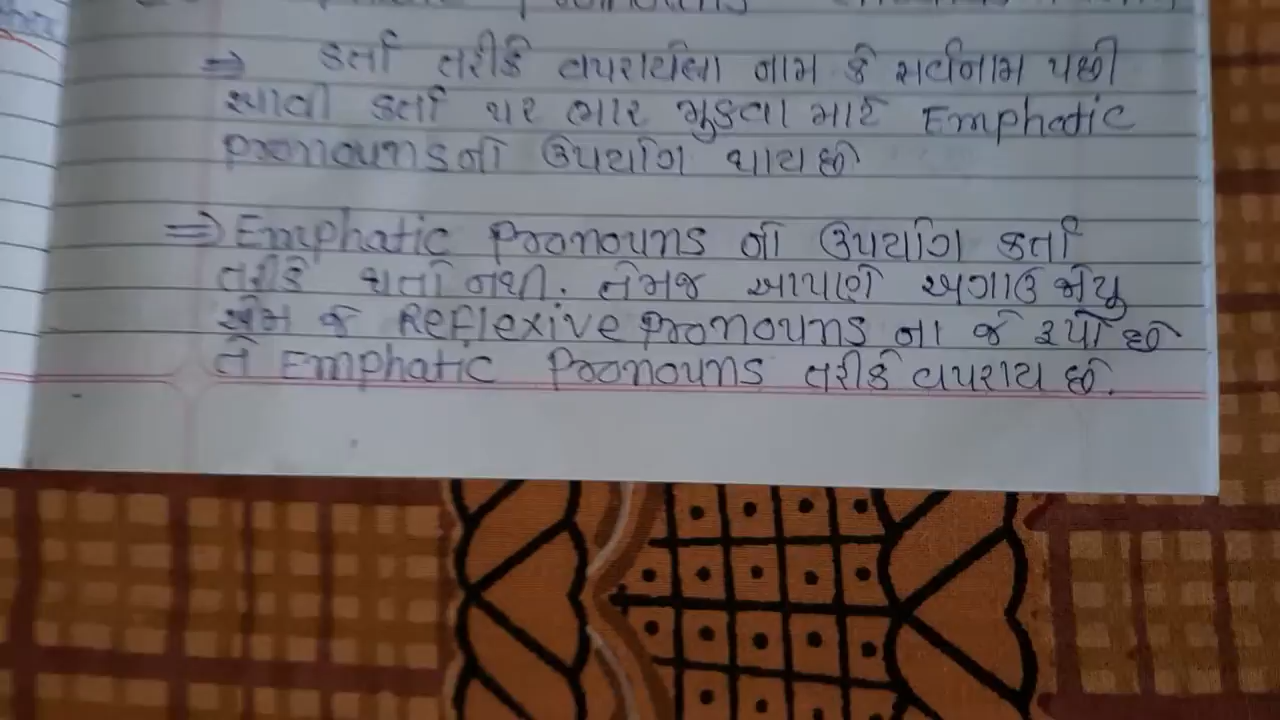 Pronouns
⇒ કર્તા તરીકે વપરાયેલા નામ કે સર્વનામ પછી
આવી કર્તા પર ભાર મુકવા માટે Emphatic
Pronounsનો ઉપયોગ થાય છે
⇒ Emphatic Pronouns નો ઉપયોગ કર્તા
તરીકે થતો નથી. તેમજ આપણે અગાઉ જોયુ
એમ જે Reflexive Pronouns ના જે રૂપો છે
તે Emphatic Pronouns તરીકે વપરાય છે.